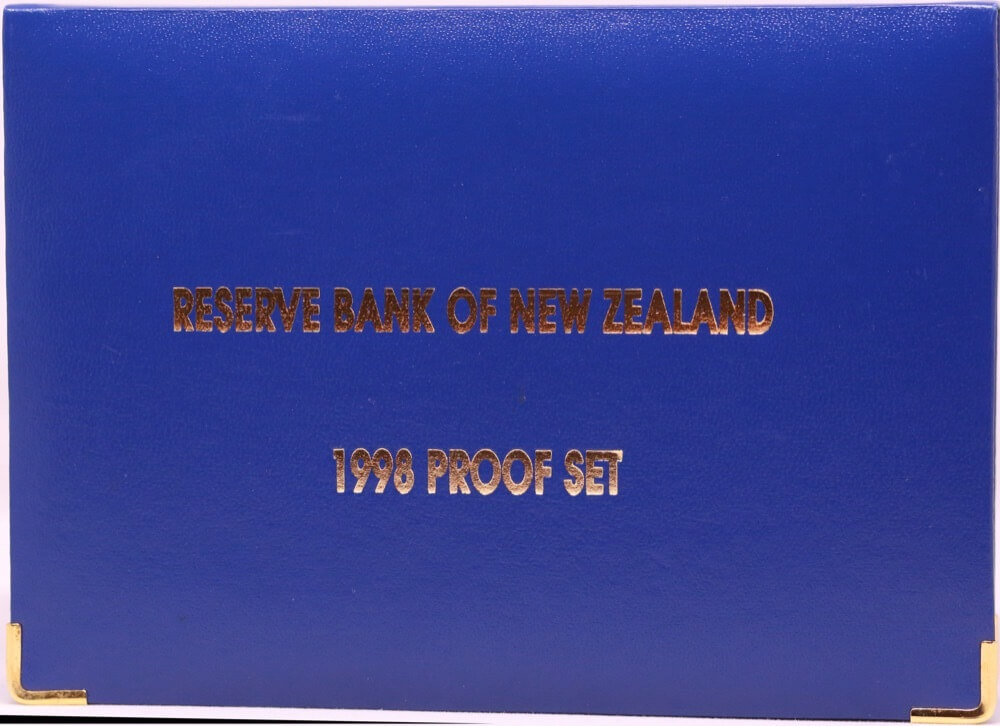 RESERVE BANK OF NEW ZEALAND
1998 PROOF SET